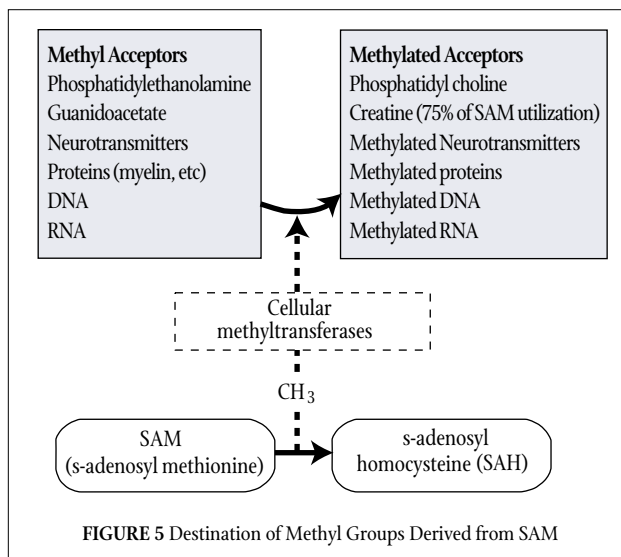 Methyl Acceptors
Phosphatidylethanolamine
Guanidoacetate
Neurotransmitters
Proteins (myelin, etc)
DNA
RNA
Methylated Acceptors
Phosphatidyl choline
Creatine (75% of SAM utilization)
Methylated Neurotransmitters
Methylated proteins
Methylated DNA
Methylated RNA
Cellular
methyltransferases
CH3
SAM
(s-adenosyl methionine)
s-adenosyl
homocysteine (SAH)
FIGURE 5 Destination of Methyl Groups Derived from SAM